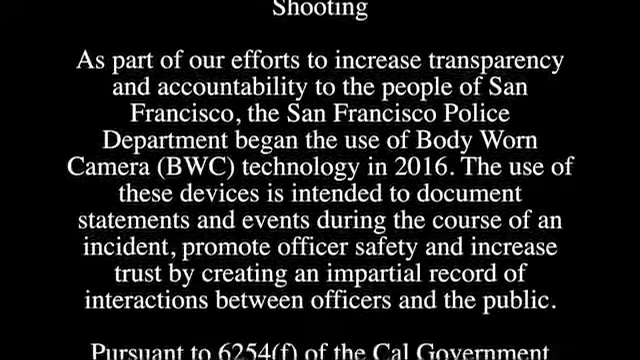 Shooting
As part of our efforts to increase transparency
and accountability to the people of San
Francisco, the San Francisco Police
Department began the use of Body Worn
Camera (BWC) technology in 2016. The use of
these devices is intended to document
statements and events during the course of an
incident, promote officer safety and increase
trust by creating an impartial record of
interactions between officers and the public.
Pursuant to 6254(f) of the Cal Government